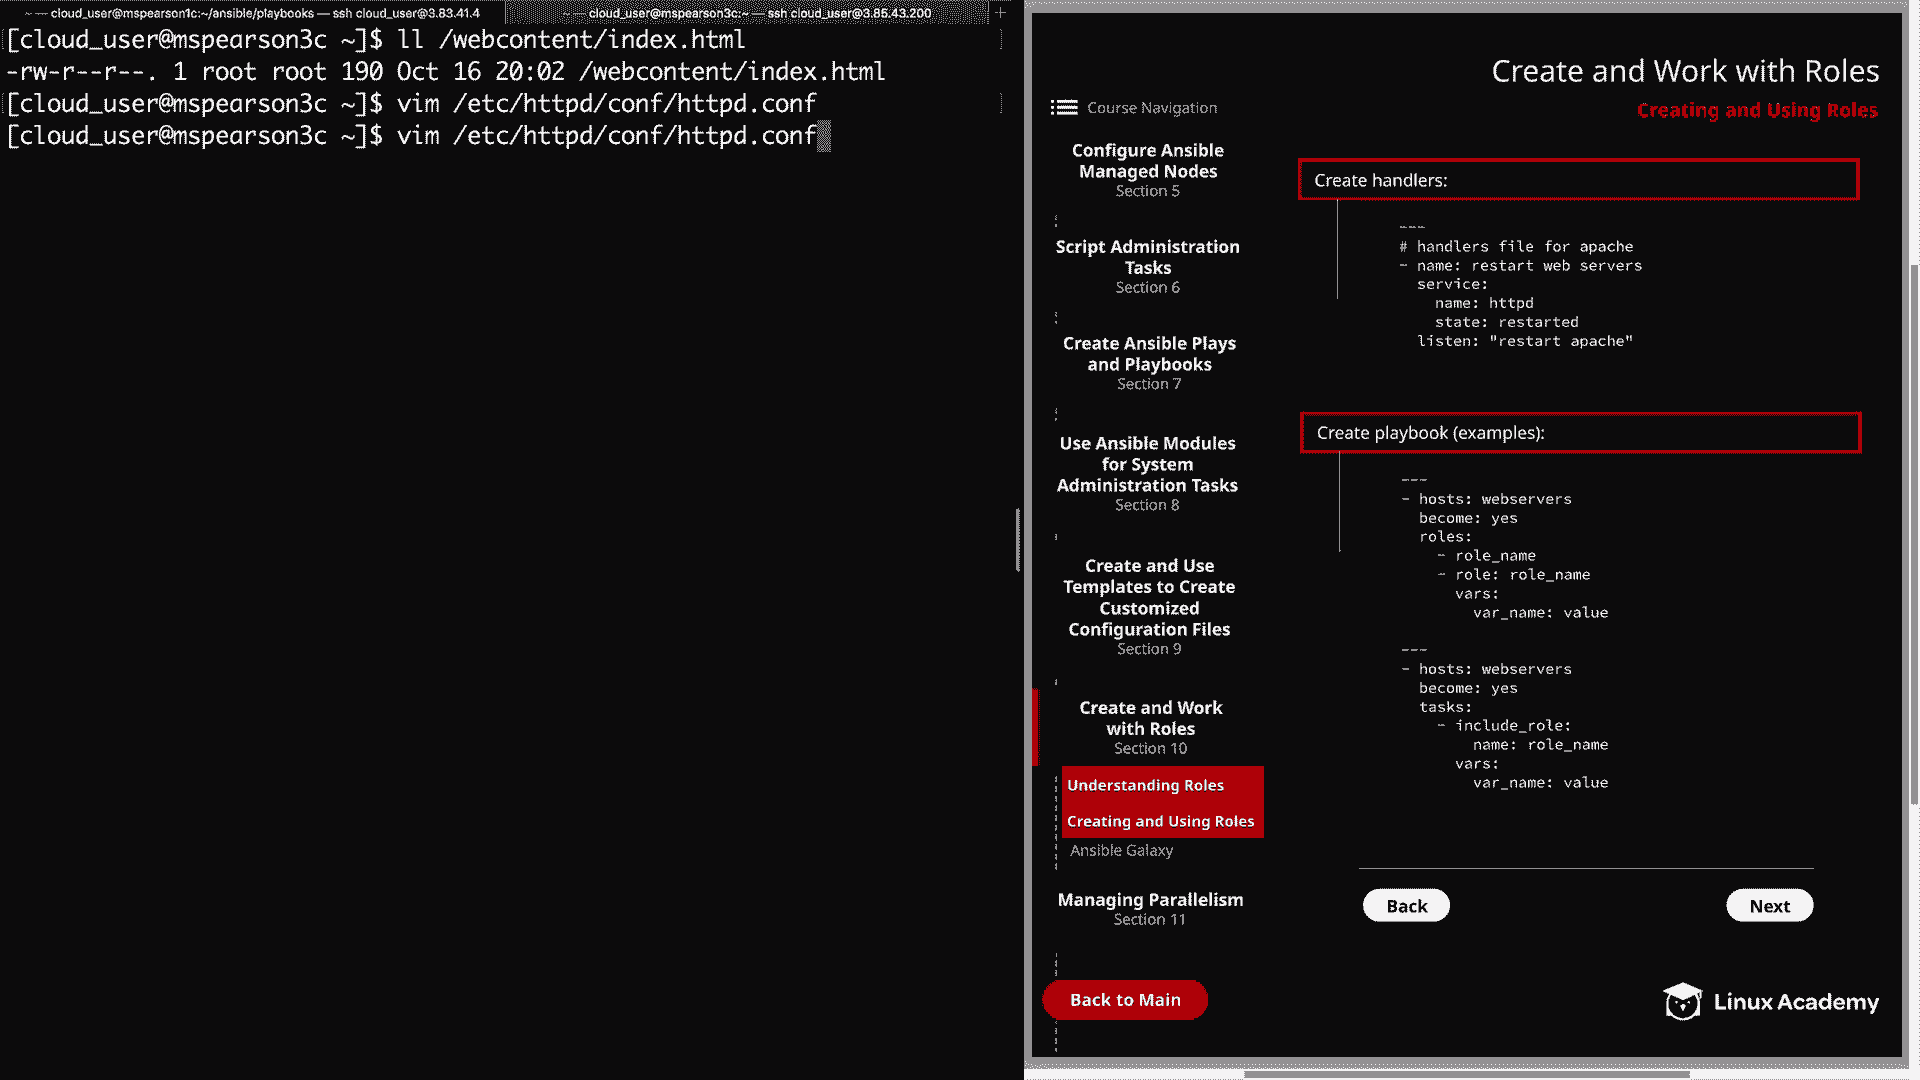 ~ — cloud_user@mspearson1c:~/ansible/playbooks — ssh cloud_user@3.83.41.4
~ — cloud_user@mspearson3c:~ — ssh cloud_user@3.85.43.200
+
[cloud_user@mspearson3c ~]$ ll /webcontent/index.html
-rw-r--r--. 1 root root 190 Oct 16 20:02 /webcontent/index.html
[cloud_user@mspearson3c ~]$ vim /etc/httpd/conf/httpd.conf
[cloud_user@mspearson3c ~]$ vim /etc/httpd/conf/httpd.conf
Create and Work with Roles
Creating and Using Roles
Course Navigation
Configure Ansible
Managed Nodes
Section 5
Script Administration
Tasks
Section 6
Create Ansible Plays
and Playbooks
Section 7
Use Ansible Modules
for System
Administration Tasks
Section 8
Create and Use
Templates to Create
Customized
Configuration Files
Section 9
Create and Work
with Roles
Section 10
Understanding Roles
Creating and Using Roles
Ansible Galaxy
Managing Parallelism
Section 11
Back to Main
Create handlers:
---
# handlers file for apache
- name: restart web servers
  service:
    name: httpd
    state: restarted
  listen: "restart apache"
Create playbook (examples):
---
- hosts: webservers
  become: yes
  roles:
    - role_name
    - role: role_name
      vars:
        var_name: value
---
- hosts: webservers
  become: yes
  tasks:
    - include_role:
        name: role_name
      vars:
        var_name: value
Back
Next
Linux Academy